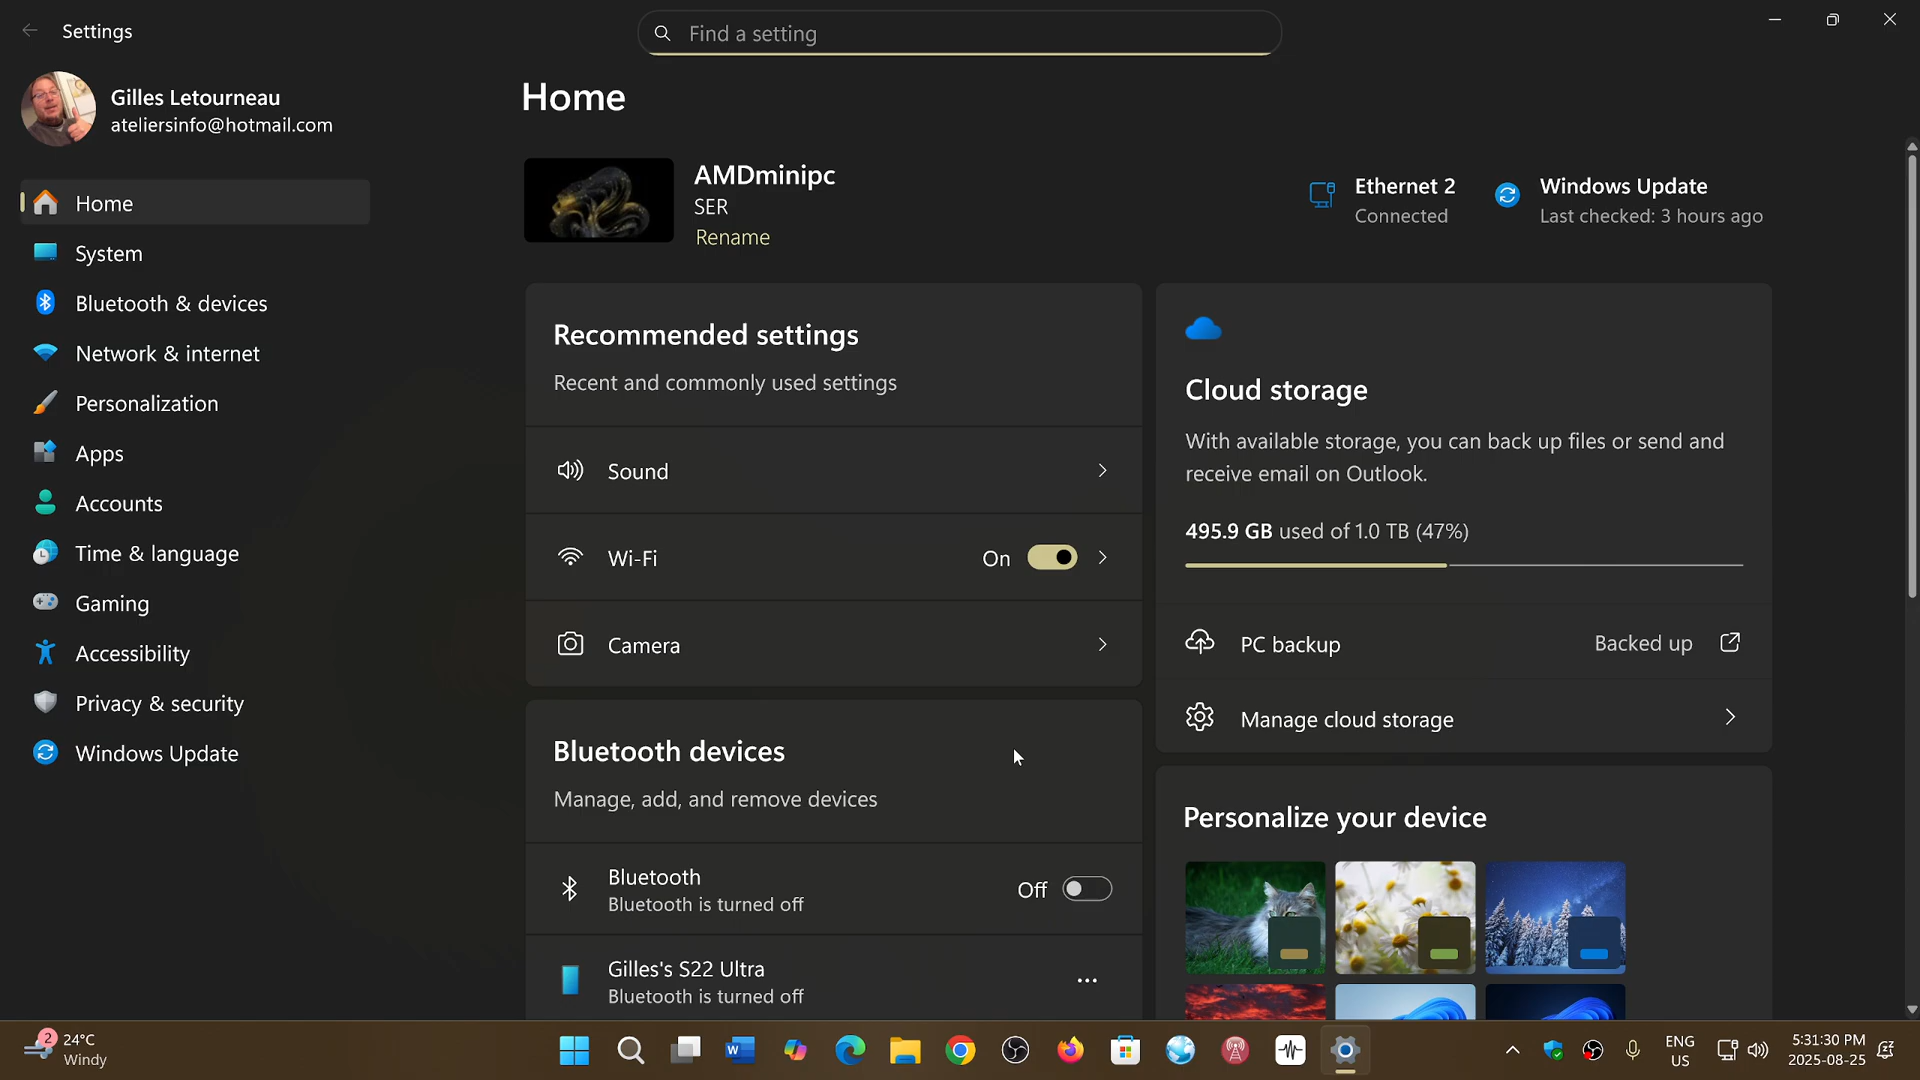 Settings
Find a setting
Gilles Letourneau
ateliersinfo@hotmail.com
Home
System
Bluetooth & devices
Network & internet
Personalization
Apps
Accounts
Time & language
Gaming
Accessibility
Privacy & security
Windows Update
Home
AMDminipc
SER
Rename
Ethernet 2
Connected
Windows Update
Last checked: 3 hours ago
Recommended settings
Recent and commonly used settings
Sound
Wi-Fi
On
Camera
Bluetooth devices
Manage, add, and remove devices
Bluetooth
Bluetooth is turned off
Off
Gilles's S22 Ultra
Bluetooth is turned off
Cloud storage
With available storage, you can back up files or send and
receive email on Outlook.
495.9 GB used of 1.0 TB (47%)
PC backup
Backed up
Manage cloud storage
Personalize your device
2
24°C
Windy
W
ENG
US
5:31:30 PM
2025-08-25